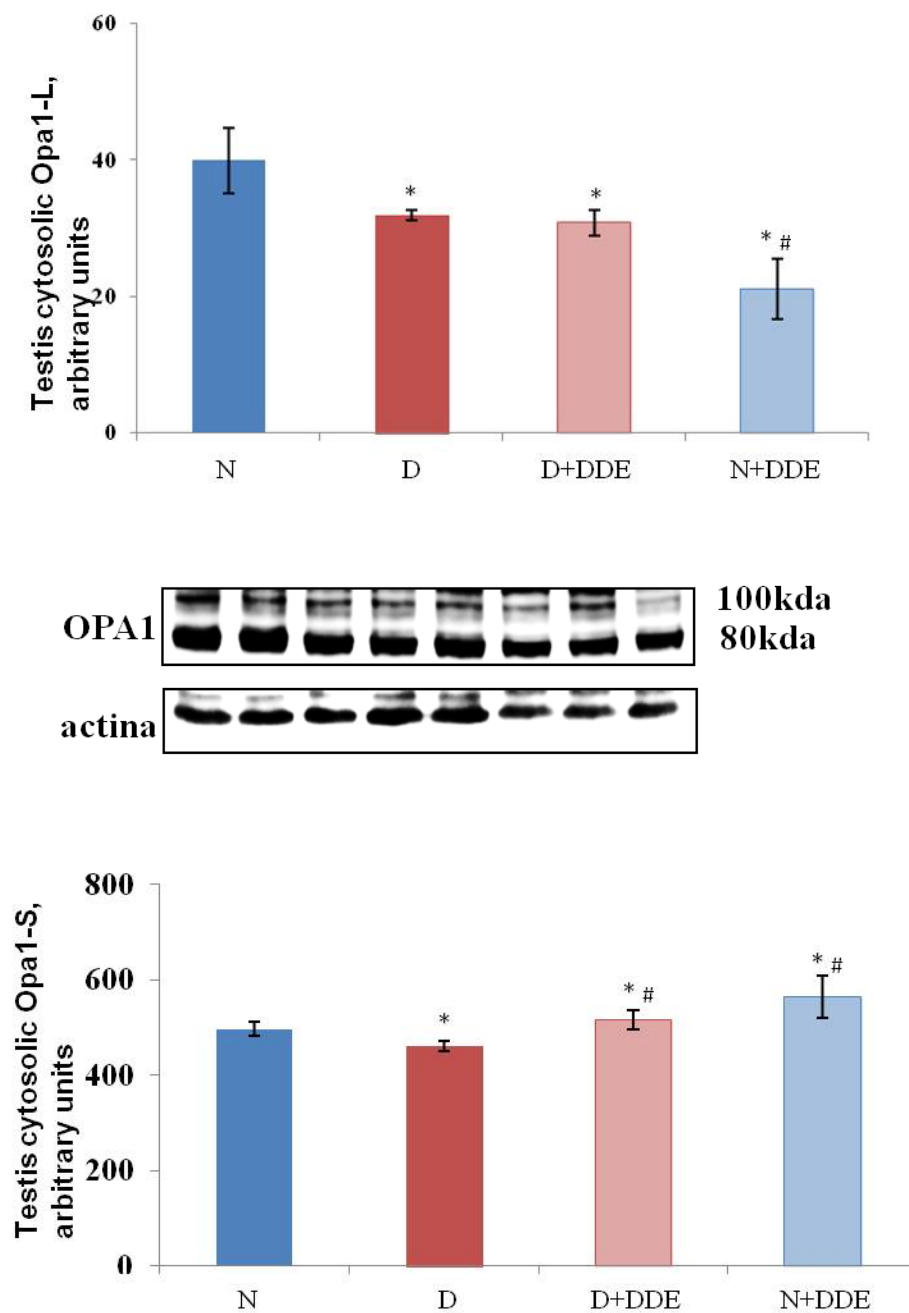 60
40
20
0
Testis cytosolic Opa1-L,
arbitrary units
*
*
* #
N D D+DDE N+DDE
OPA1
100kda
80kda
actina
800
600
400
200
0
Testis cytosolic Opa1-S,
arbitrary units
*
* #
* #
N D D+DDE N+DDE